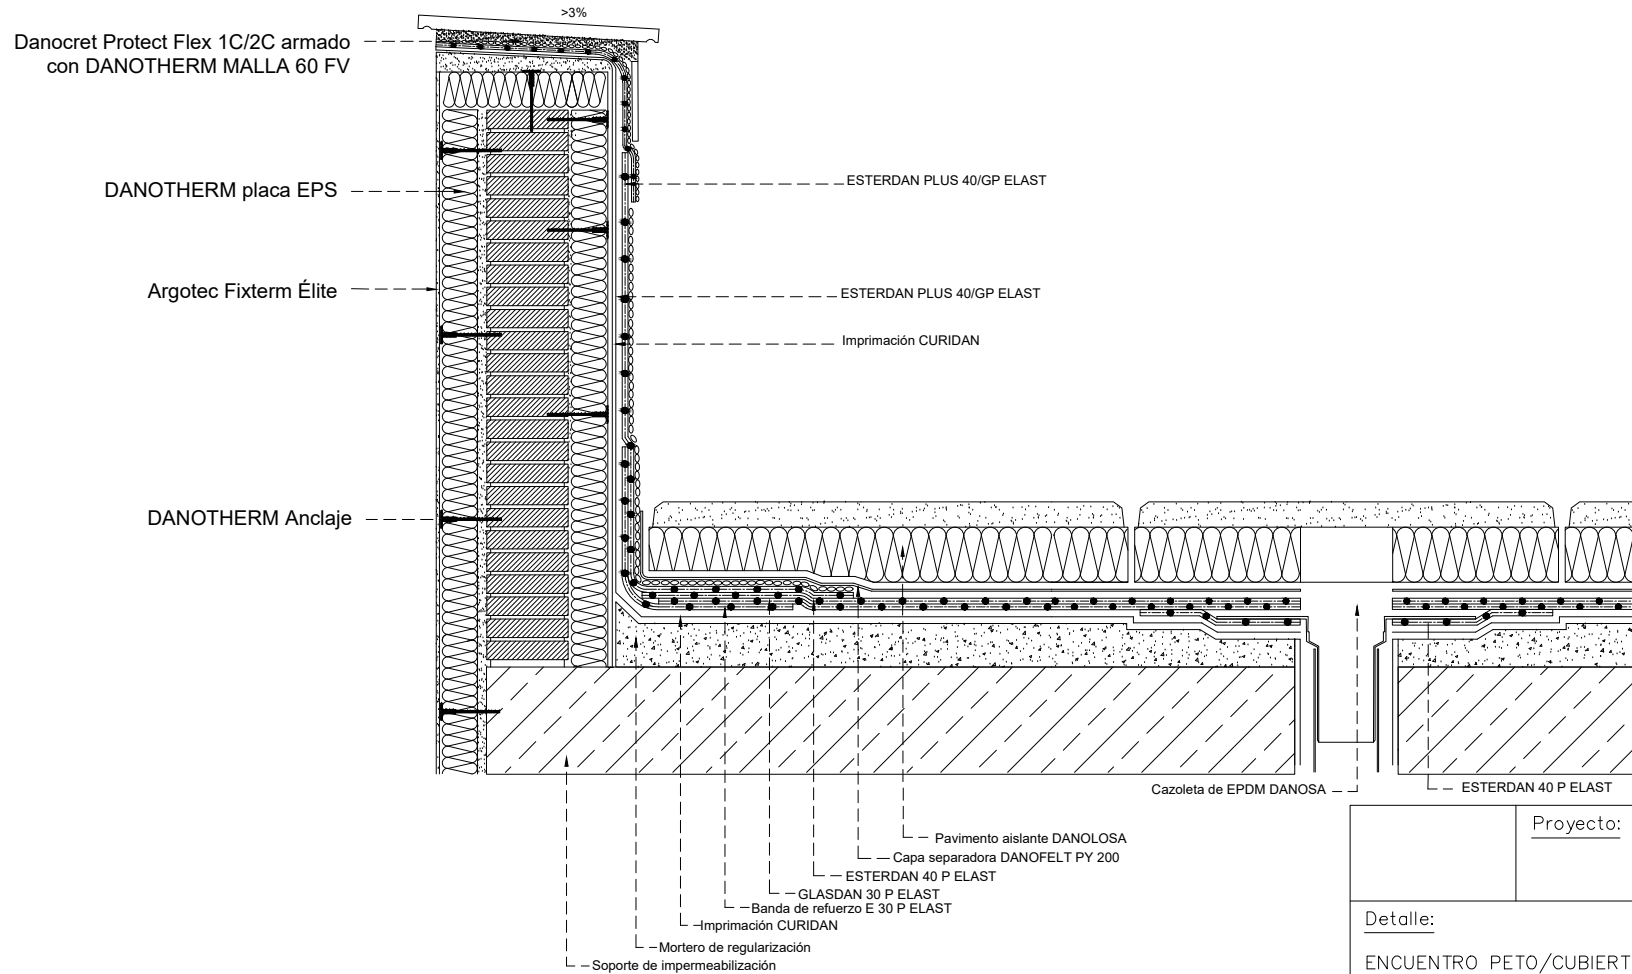 >3%
Danocret Protect Flex 1C/2C armado
con DANOTHERM MALLA 60 FV
DANOTHERM placa EPS
ESTERDAN PLUS 40/GP ELAST
Argotec Fixterm Élite
ESTERDAN PLUS 40/GP ELAST
Imprimación CURIDAN
DANOTHERM Anclaje
Cazoleta de EPDM DANOSA
ESTERDAN 40 P ELAST
Pavimento aislante DANOLOSA
Capa separadora DANOFELT PY 200
ESTERDAN 40 P ELAST
GLASDAN 30 P ELAST
Banda de refuerzo E 30 P ELAST
Imprimación CURIDAN
Mortero de regularización
Soporte de impermeabilización
Proyecto:
Detalle:
ENCUENTRO PETO/CUBIERT